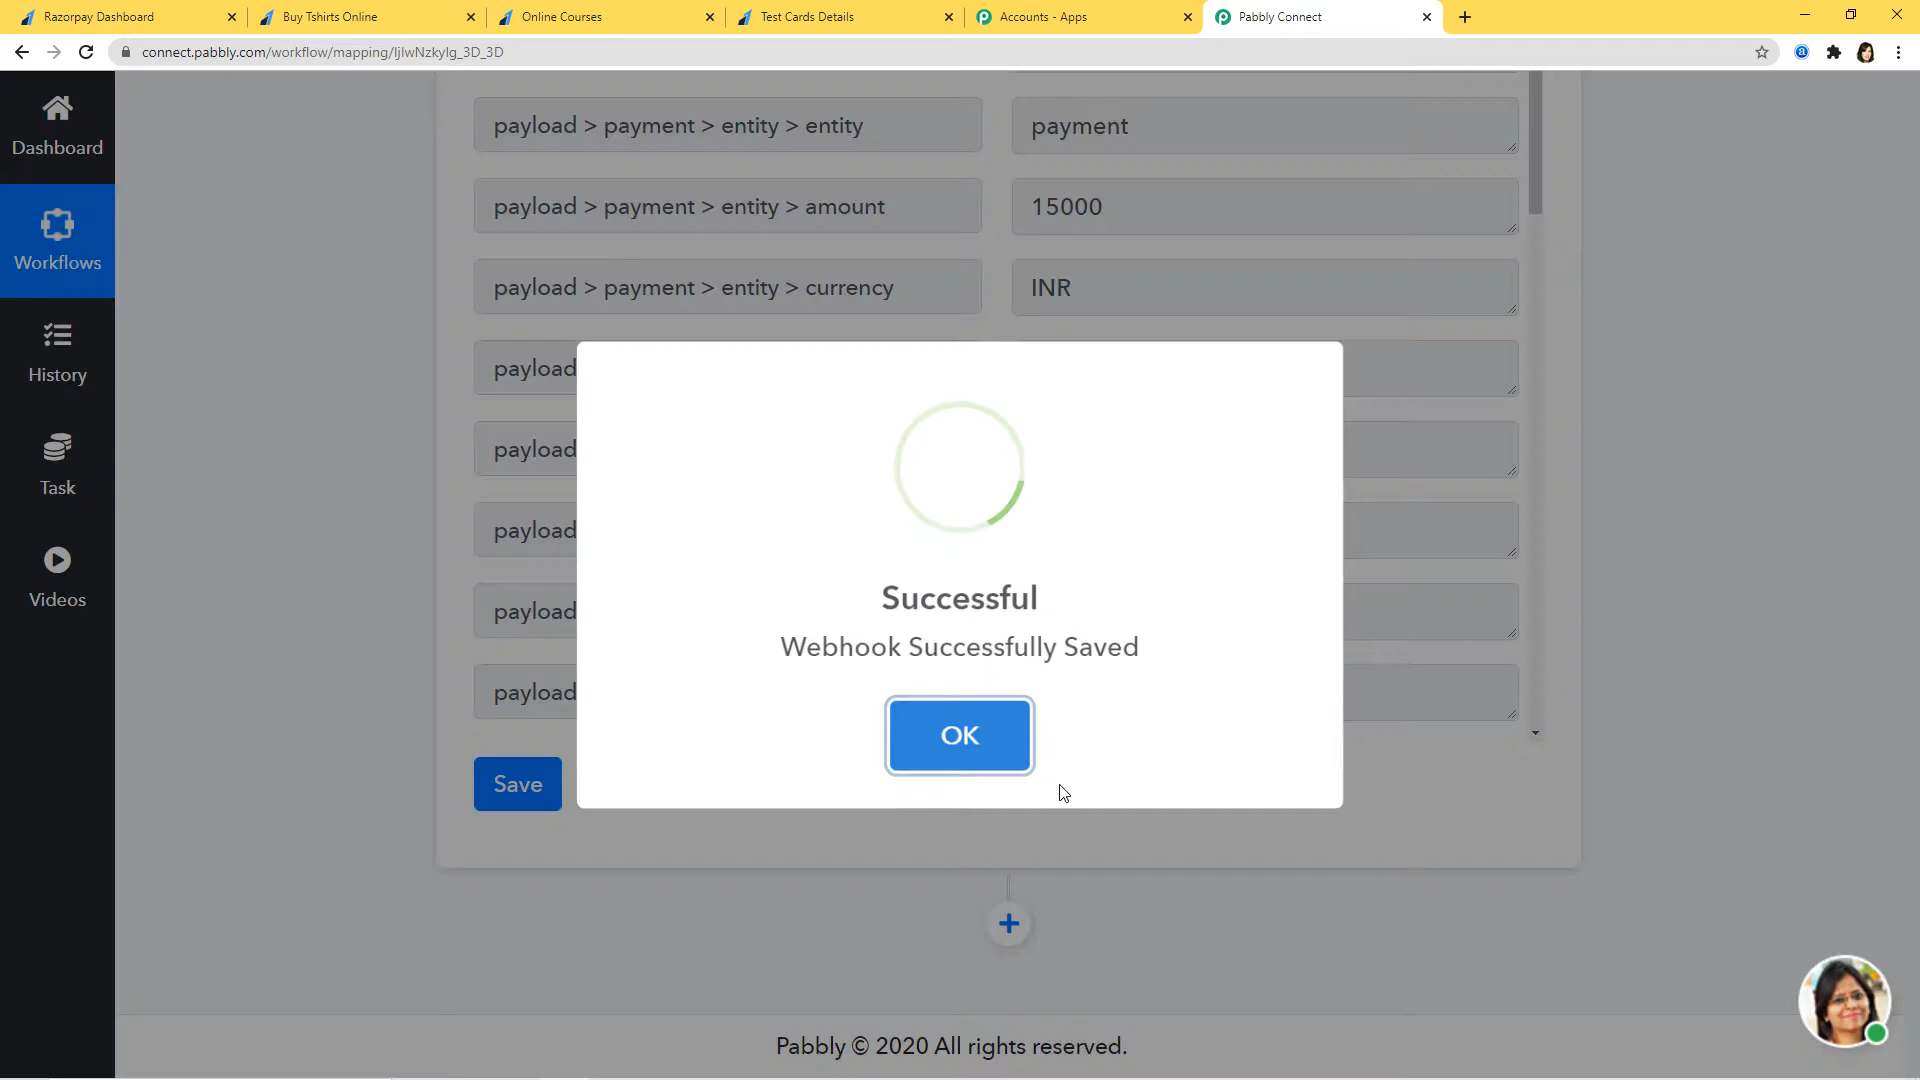 Razorpay Dashboard
Buy Tshirts Online
Online Courses
Test Cards Details
Accounts - Apps
Pabbly Connect
connect.pabbly.com/workflow/mapping/IjIwNzkyIg_3D_3D
Dashboard
Workflows
History
Task
Videos
payload > payment > entity > entity
payment
payload > payment > entity > amount
15000
payload > payment > entity > currency
INR
payload
payload
payload
payload
payload
Successful
Webhook Successfully Saved
OK
Save
Pabbly © 2020 All rights reserved.